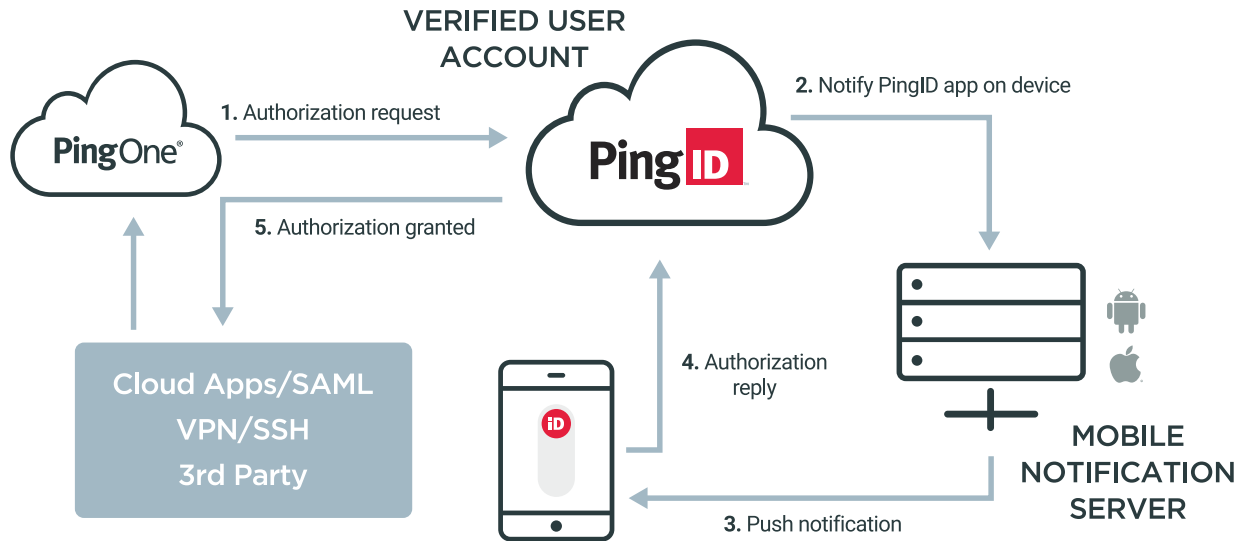 VERIFIED USER
ACCOUNT
2. Notify PingID app on device
1. Authorization request
PingOne®
PingID
5. Authorization granted
Cloud Apps/SAML
VPN/SSH
3rd Party
iD
4. Authorization
reply
MOBILE
NOTIFICATION
SERVER
3. Push notification